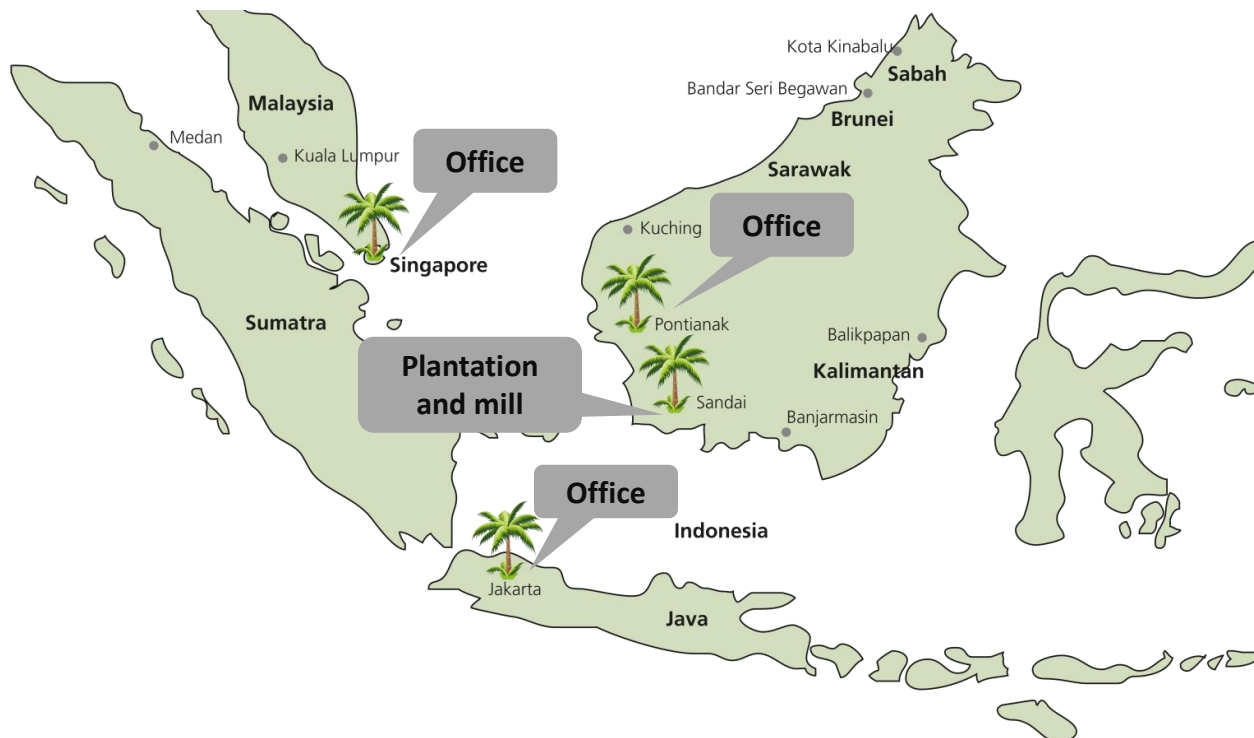 Kota Kinabalu
Sabah
Bandar Seri Begawan
Brunei
Malaysia
Medan
Kuala Lumpur
Office
Sarawak
Kuching
Office
Singapore
Sumatra
Pontianak
Balikpapan
Plantation
and mill
Kalimantan
Sandai
Banjarmasin
Office
Indonesia
Jakarta
Java